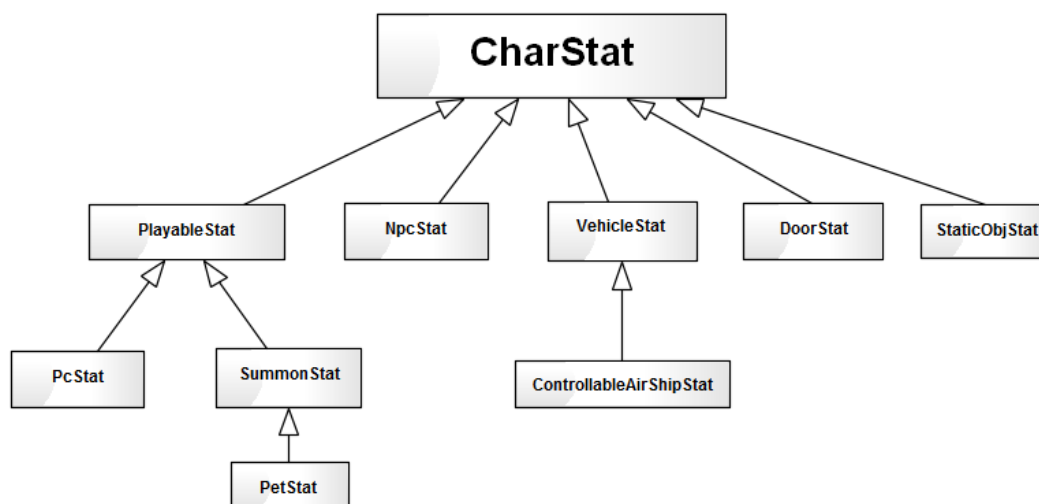 CharStat
PlayableStat
NpcStat
VehicleStat
DoorStat
StaticObjStat
PcStat
SummonStat
ControllableAirShipStat
PetStat